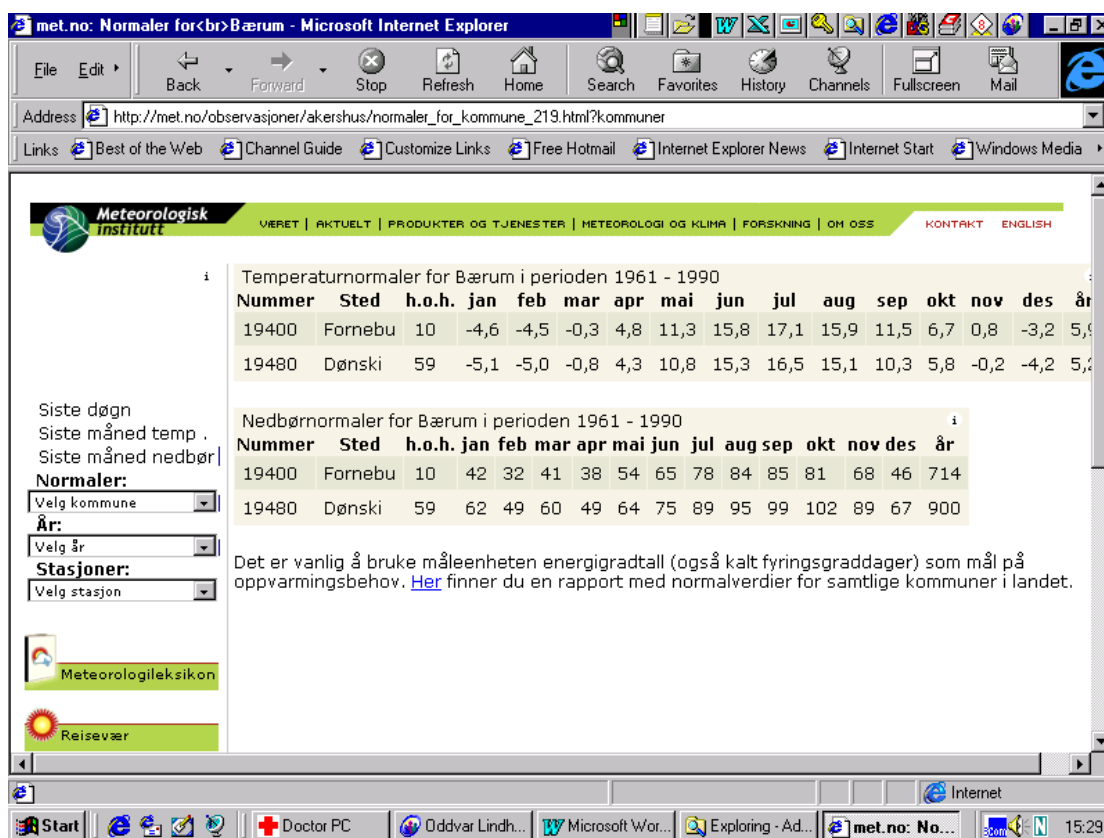 met.no: Normaler for<br>Bærum - Microsoft Internet Explorer
File Edit Back Forward Stop Refresh Home Search Favorites History Channels Fullscreen Mail
Address http://met.no/observasjoner/akershus/normaler_for_kommune_219.html?kommuner
Links Best of the Web Channel Guide Customize Links Free Hotmail Internet Explorer News Internet Start Windows Media
Meteorologisk
institutt
VÆRET | AKTUELT | PRODUKTER OG TJENESTER | METEOROLOGI OG KLIMA | FORSKNING | OM OSS KONTAKT ENGLISH
i
Temperaturnormaler for Bærum i perioden 1961 - 1990
Nummer Sted h.o.h. jan feb mar apr mai jun jul aug sep okt nov des år
19400 Fornebu 10 -4,6 -4,5 -0,3 4,8 11,3 15,8 17,1 15,9 11,5 6,7 0,8 -3,2 5,9
19480 Dønski 59 -5,1 -5,0 -0,8 4,3 10,8 15,3 16,5 15,1 10,3 5,8 -0,2 -4,2 5,2
Nedbørnormaler for Bærum i perioden 1961 - 1990 i
Nummer Sted h.o.h. jan feb mar apr mai jun jul aug sep okt nov des år
19400 Fornebu 10 42 32 41 38 54 65 78 84 85 81 68 46 714
19480 Dønski 59 62 49 60 49 64 75 89 95 99 102 89 67 900
Det er vanlig å bruke måleenheten energigradtall (også kalt fyringsgraddager) som mål på
oppvarmingsbehov. Her finner du en rapport med normalverdier for samtlige kommuner i landet.
Siste døgn
Siste måned temp .
Siste måned nedbør
Normaler:
Velg kommune
År:
Velg år
Stasjoner:
Velg stasjon
Meteorologileksikon
Reisevær
Internet
Start Doctor PC Oddvar Lindh... Microsoft Wor... Exploring - Ad... met.no: No... 15:29